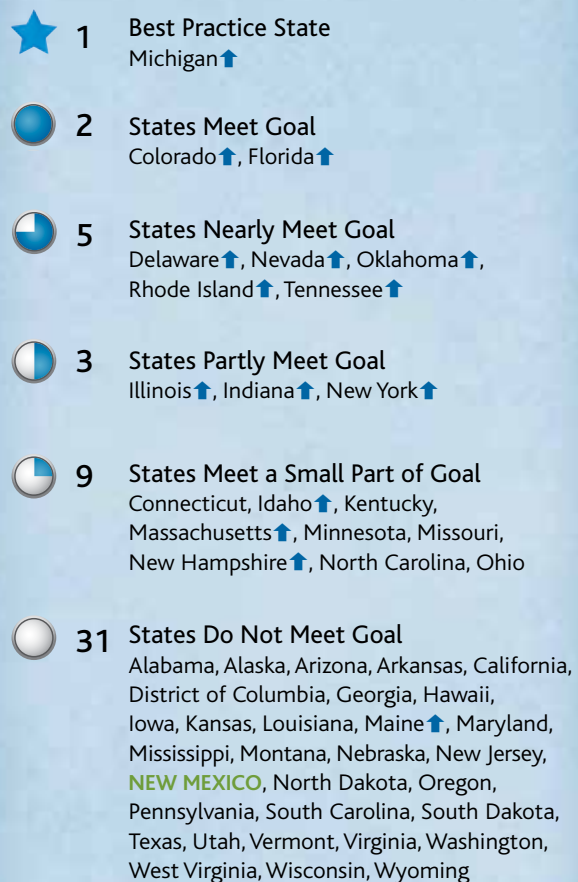 1 Best Practice State
Michigan⬆
2 States Meet Goal
Colorado⬆, Florida⬆
5 States Nearly Meet Goal
Delaware⬆, Nevada⬆, Oklahoma⬆,
Rhode Island⬆, Tennessee⬆
3 States Partly Meet Goal
Illinois⬆, Indiana⬆, New York⬆
9 States Meet a Small Part of Goal
Connecticut, Idaho⬆, Kentucky,
Massachusetts⬆, Minnesota, Missouri,
New Hampshire⬆, North Carolina, Ohio
31 States Do Not Meet Goal
Alabama, Alaska, Arizona, Arkansas, California,
District of Columbia, Georgia, Hawaii,
Iowa, Kansas, Louisiana, Maine⬆, Maryland,
Mississippi, Montana, Nebraska, New Jersey,
NEW MEXICO, North Dakota, Oregon,
Pennsylvania, South Carolina, South Dakota,
Texas, Utah, Vermont, Virginia, Washington,
West Virginia, Wisconsin, Wyoming